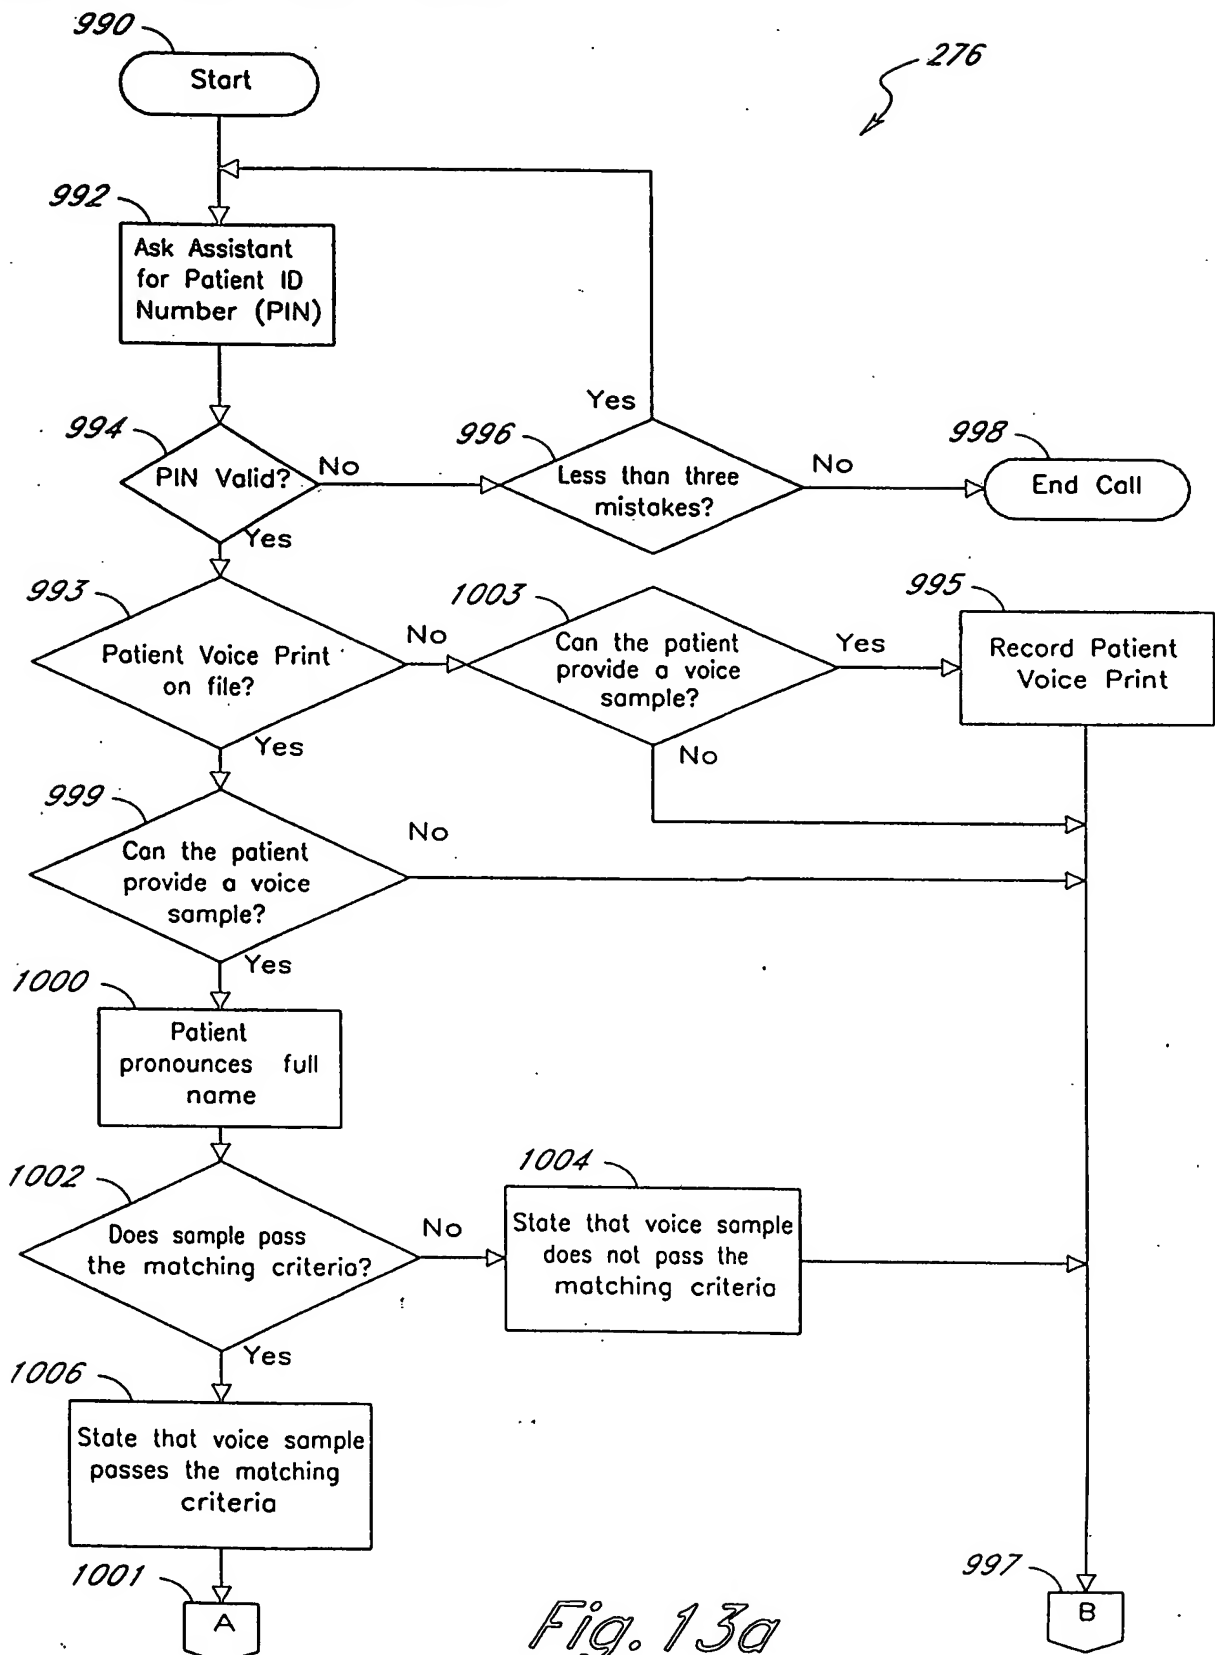 990
Start
276
992
Ask Assistant
for Patient ID
Number (PIN)
Yes
994
PIN Valid?
No
996
Less than three
mistakes?
No
998
End Call
Yes
993
Patient Voice Print
on file?
No
1003
Can the patient
provide a voice
sample?
Yes
995
Record Patient
Voice Print
Yes
No
999
Can the patient
provide a voice
sample?
No
Yes
1000
Patient
pronounces full
name
1002
Does sample pass
the matching criteria?
No
1004
State that voice sample
does not pass the
matching criteria
Yes
1006
State that voice sample
passes the matching
criteria
1001
A
997
B
Fig. 13a